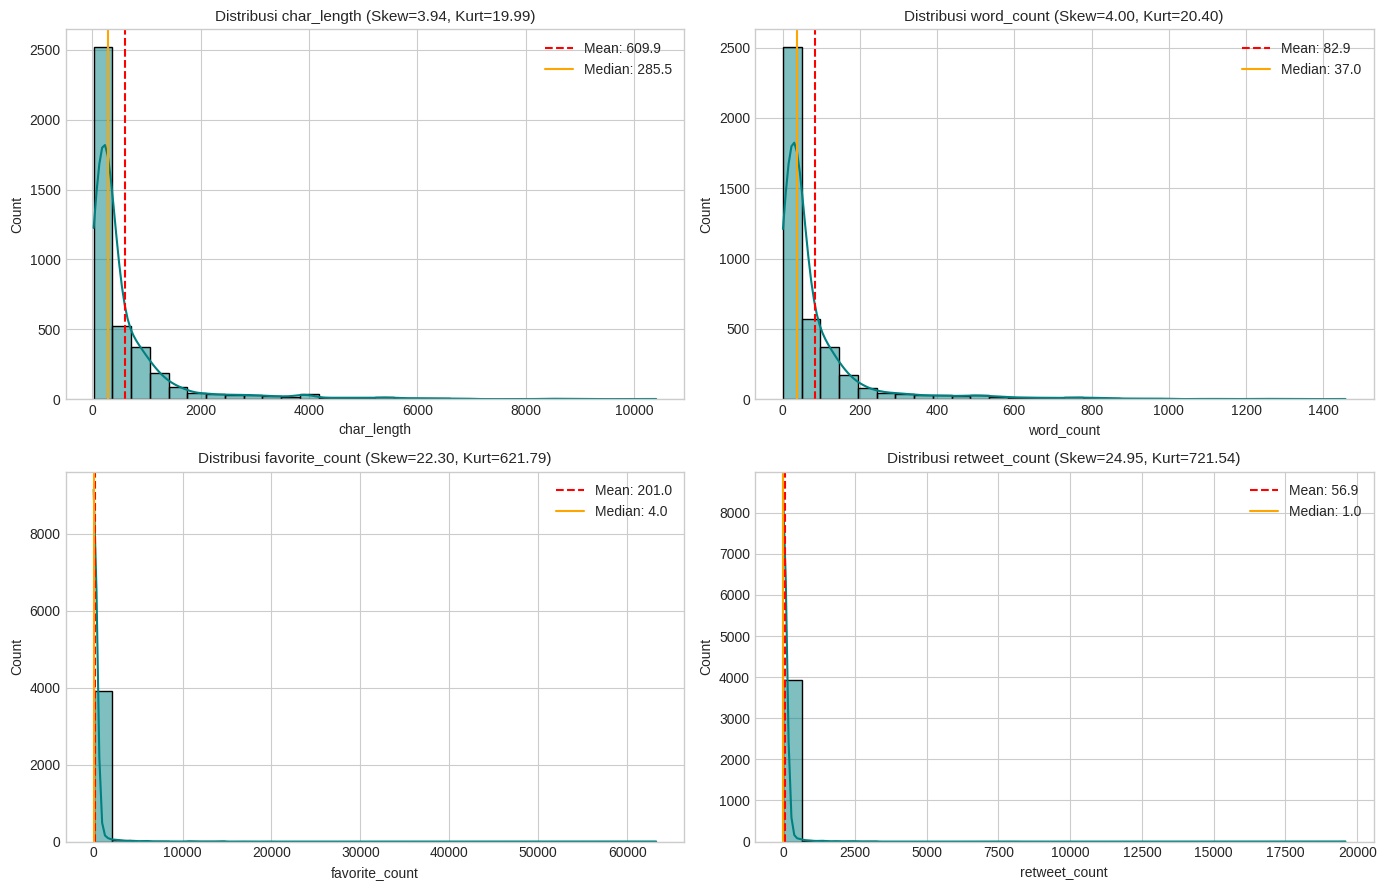 Distribusi char_length (Skew=3.94, Kurt=19.99)
Mean: 609.9
Median: 285.5
2500
2000
1500
1000
500
0
Count
0 2000 4000 6000 8000 10000
char_length
Distribusi word_count (Skew=4.00, Kurt=20.40)
Mean: 82.9
Median: 37.0
2500
2000
1500
1000
500
0
Count
0 200 400 600 800 1000 1200 1400
word_count
Distribusi favorite_count (Skew=22.30, Kurt=621.79)
Mean: 201.0
Median: 4.0
8000
6000
4000
2000
0
Count
0 10000 20000 30000 40000 50000 60000
favorite_count
Distribusi retweet_count (Skew=24.95, Kurt=721.54)
Mean: 56.9
Median: 1.0
8000
7000
6000
5000
4000
3000
2000
1000
0
Count
0 2500 5000 7500 10000 12500 15000 17500 20000
retweet_count